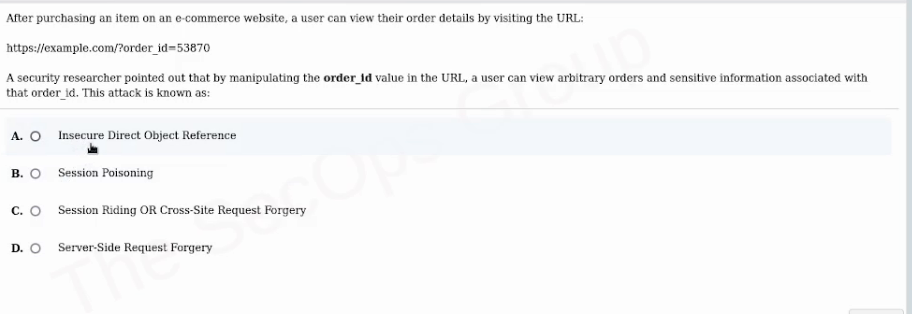 After purchasing an item on an e-commerce website, a user can view their order details by visiting the URL:
https://example.com/?order_id=53870
A security researcher pointed out that by manipulating the order_id value in the URL, a user can view arbitrary orders and sensitive information associated with
that order_id. This attack is known as:
A. Insecure Direct Object Reference
B. Session Poisoning
C. Session Riding OR Cross-Site Request Forgery
D. Server-Side Request Forgery
The SecOps Group